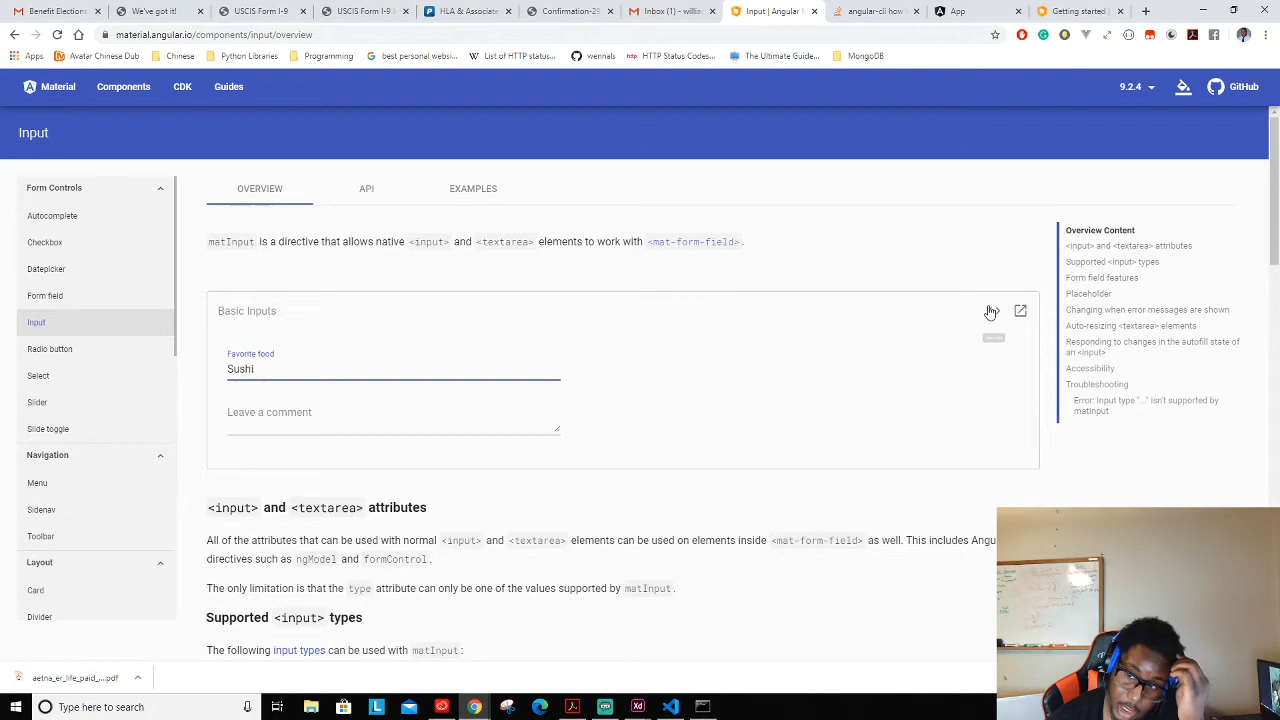 Benefit Elections
We've got it!
USCIS Form I-9
USCIS Form I-9
HLA & Associate
Confirmation-29
Inbox (1) - willia
Input | Angular M
angular-cli how
App
Getting started
material.angular.io/components/input/overview
Apps
Avatar Chinese Dub
Python Libraries
Programming
best personal websi...
List of HTTP status...
wennals
HTTP Status Codes...
The Ultimate Guide...
MongoDB
Material
Components
CDK
Guides
9.2.4
GitHub
Input
Form Controls
Autocomplete
Checkbox
Datepicker
Form field
Input
Radio button
Select
Slider
Slide toggle
Navigation
Menu
Sidenav
Toolbar
Layout
Card
Divider
OVERVIEW
API
EXAMPLES
matInput is a directive that allows native <input> and <textarea> elements to work with <mat-form-field>.
Basic Inputs
Favorite food
Sushi
Leave a comment
<input> and <textarea> attributes
All of the attributes that can be used with normal <input> and <textarea> elements can be used on elements inside <mat-form-field> as well. This includes Angu
directives such as ngModel and formControl.
The only limitation is that the type attribute can only be one of the values supported by matInput.
Supported <input> types
The following input types can be used with matInput:
Overview Content
<input> and <textarea> attributes
Supported <input> types
Form field features
Placeholder
Changing when error messages are shown
Auto-resizing <textarea> elements
Responding to changes in the autofill state of
an <input>
Accessibility
Troubleshooting
Error: Input type "..." isn't supported by
matInput
aetna_er_life_paid_....pdf
Type here to search